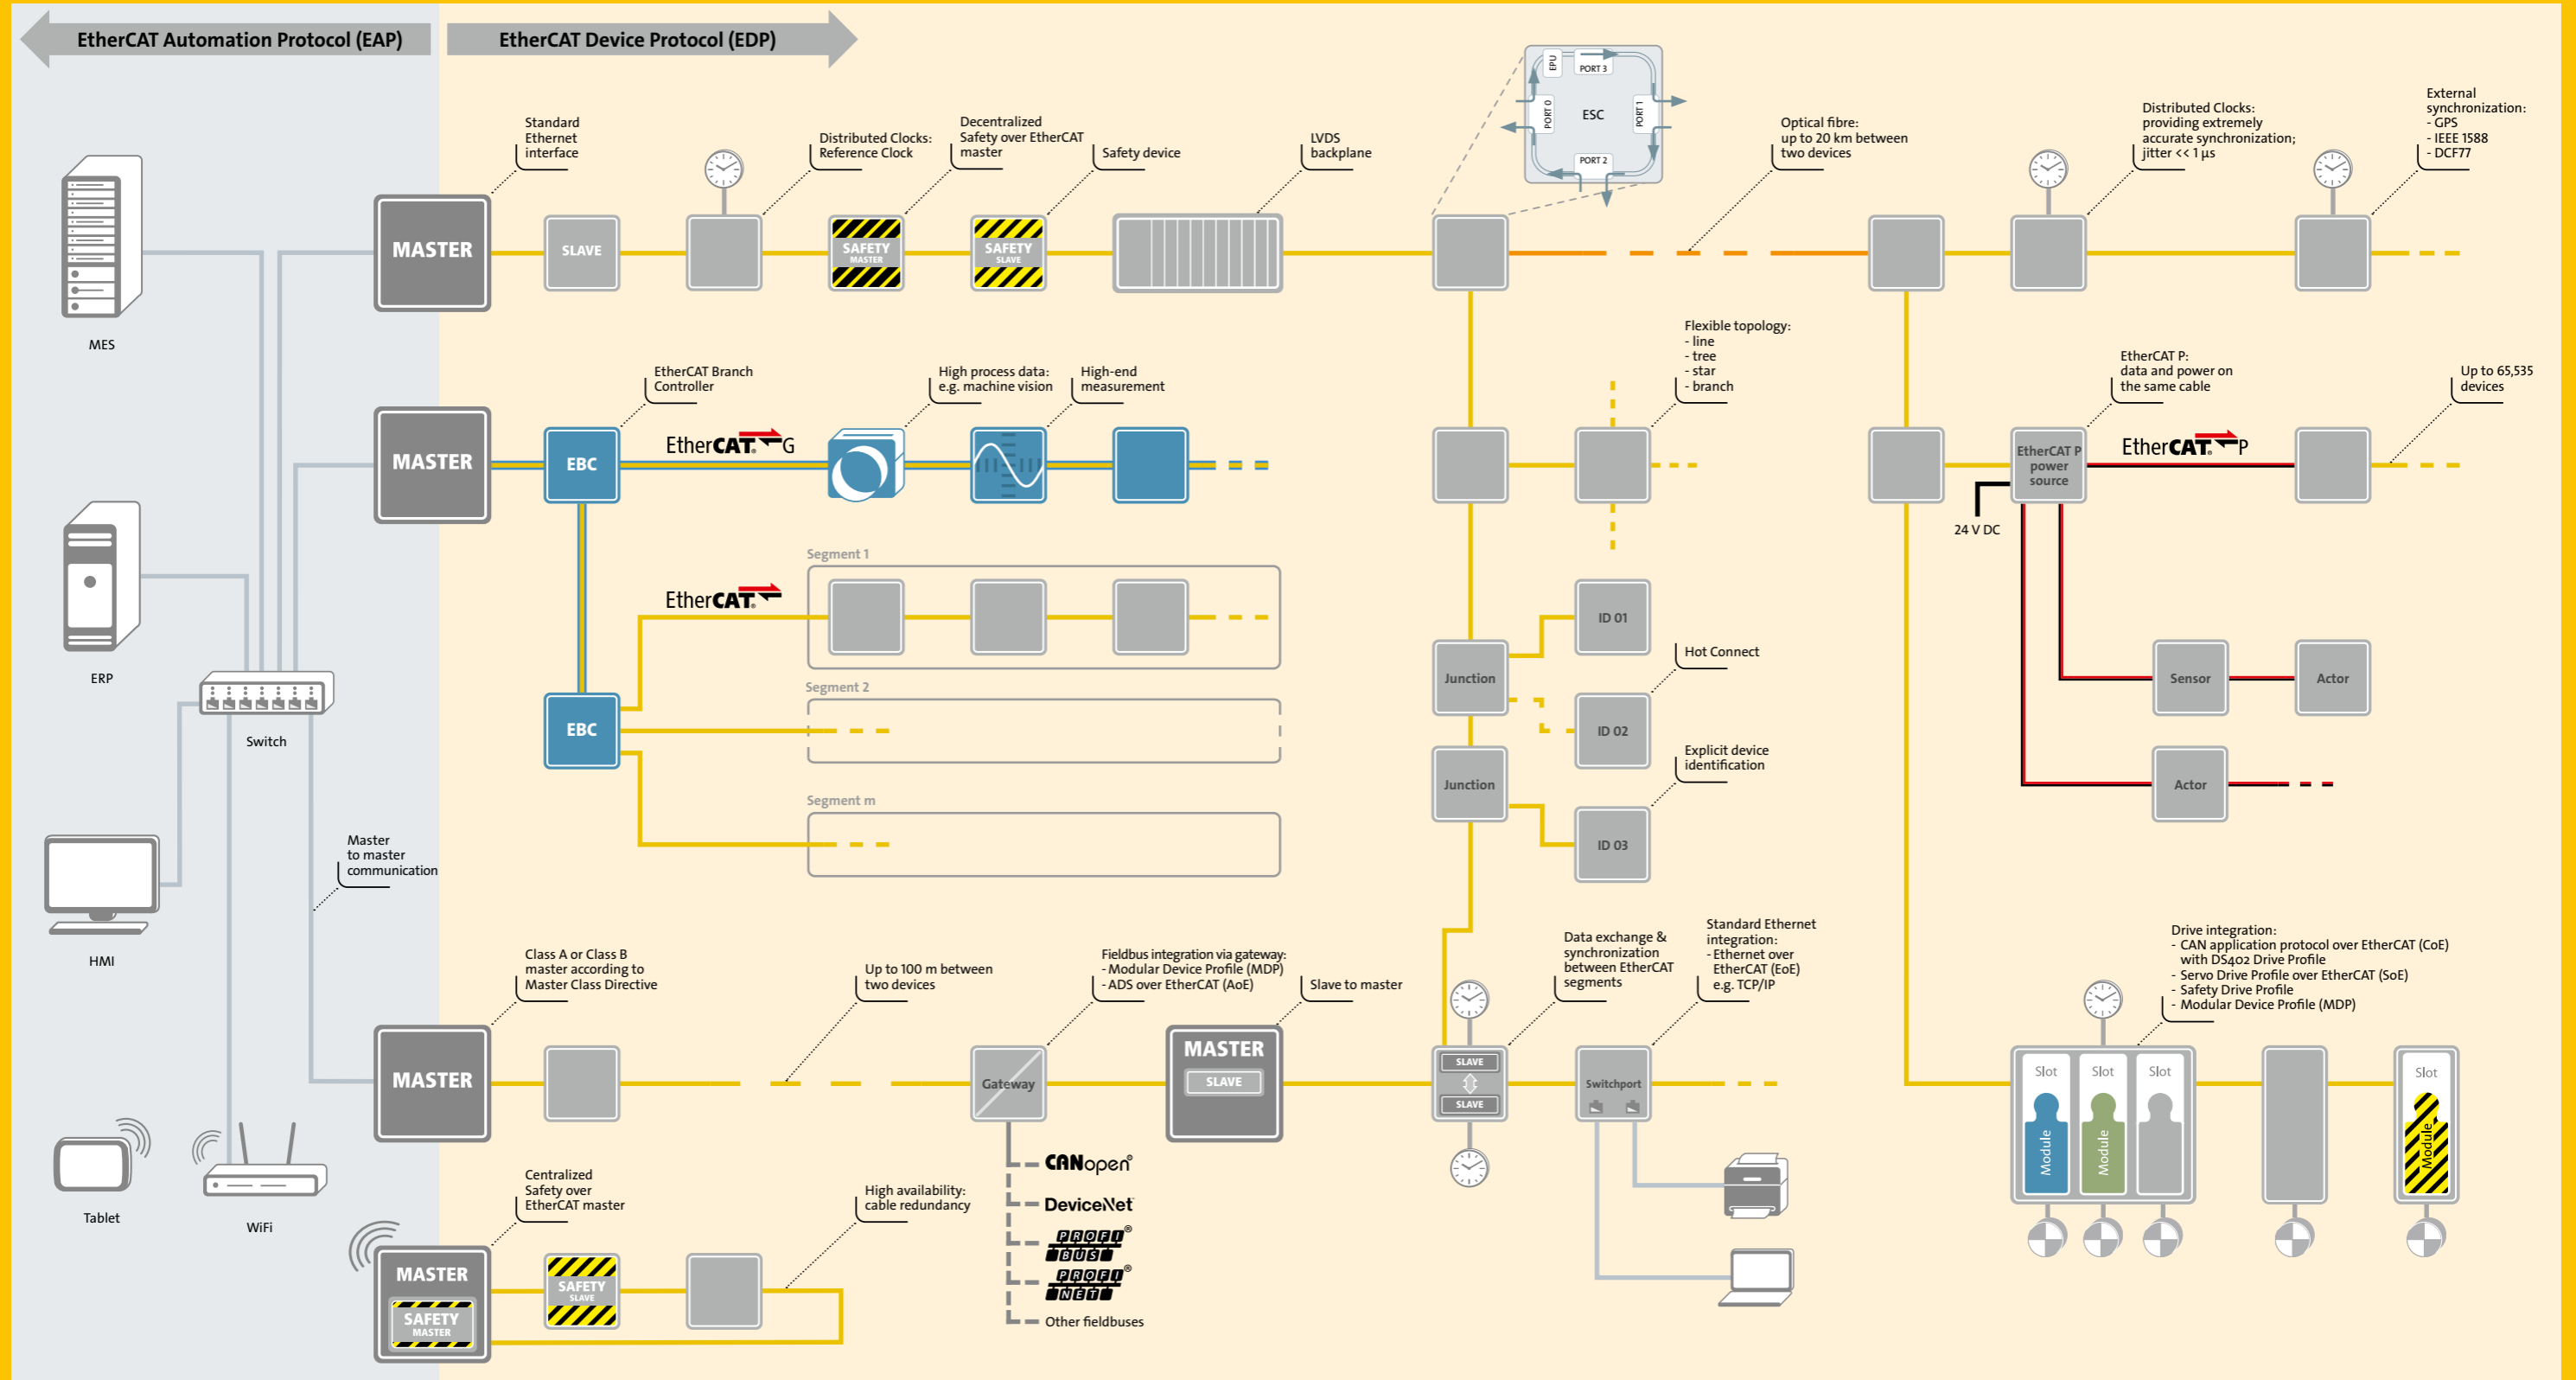 EtherCAT Automation Protocol (EAP)
EtherCAT Device Protocol (EDP)
Standard
Ethernet
interface
Distributed Clocks:
Reference Clock
Decentralized
Safety over EtherCAT
master
Safety device
LVDS
backplane
EPU
PORT 3
PORT 0
ESC
PORT 1
PORT 2
Optical fibre:
up to 20 km between
two devices
Distributed Clocks:
providing extremely
accurate synchronization;
jitter << 1 µs
External
synchronization:
- GPS
- IEEE 1588
- DCF77
MASTER
SLAVE
SAFETY
MASTER
SAFETY
SLAVE
MES
EtherCAT Branch
Controller
High process data:
e.g. machine vision
High-end
measurement
Flexible topology:
- line
- tree
- star
- branch
EtherCAT P:
data and power on
the same cable
Up to 65,535
devices
MASTER
EBC
EtherCAT® G
EtherCAT P
power
source
EtherCAT® P
24 V DC
Segment 1
EtherCAT®
ID 01
Hot Connect
ERP
Junction
Sensor
Actor
Segment 2
Switch
EBC
ID 02
Explicit device
identification
Junction
Actor
Segment m
ID 03
Master
to master
communication
HMI
Class A or Class B
master according to
Master Class Directive
Up to 100 m between
two devices
Fieldbus integration via gateway:
- Modular Device Profile (MDP)
- ADS over EtherCAT (AoE)
Slave to master
Data exchange &
synchronization
between EtherCAT
segments
Standard Ethernet
integration:
- Ethernet over
EtherCAT (EoE)
e.g. TCP/IP
Drive integration:
- CAN application protocol over EtherCAT (CoE)
with DS402 Drive Profile
- Servo Drive Profile over EtherCAT (SoE)
- Safety Drive Profile
- Modular Device Profile (MDP)
MASTER
Gateway
MASTER
SLAVE
SLAVE
SLAVE
Switchport
Slot
Slot
Slot
Slot
Module
Module
Module
Tablet
WiFi
Centralized
Safety over
EtherCAT master
High availability:
cable redundancy
CANopen®
DeviceNet
PROFI®
BUS
PROFI®
NET
Other fieldbuses
MASTER
SAFETY
MASTER
SAFETY
SLAVE